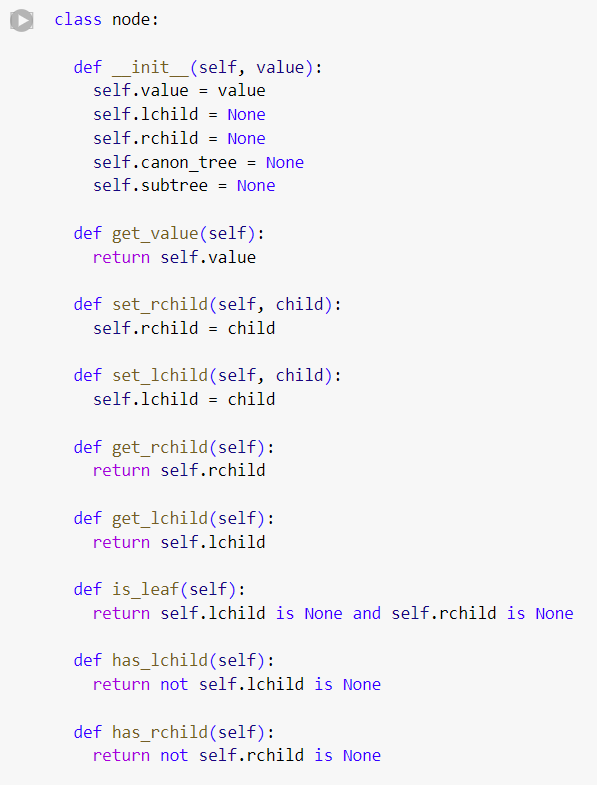 class node:
  def __init__(self, value):
    self.value = value
    self.lchild = None
    self.rchild = None
    self.canon_tree = None
    self.subtree = None
  def get_value(self):
    return self.value
  def set_rchild(self, child):
    self.rchild = child
  def set_lchild(self, child):
    self.lchild = child
  def get_rchild(self):
    return self.rchild
  def get_lchild(self):
    return self.lchild
  def is_leaf(self):
    return self.lchild is None and self.rchild is None
  def has_lchild(self):
    return not self.lchild is None
  def has_rchild(self):
    return not self.rchild is None